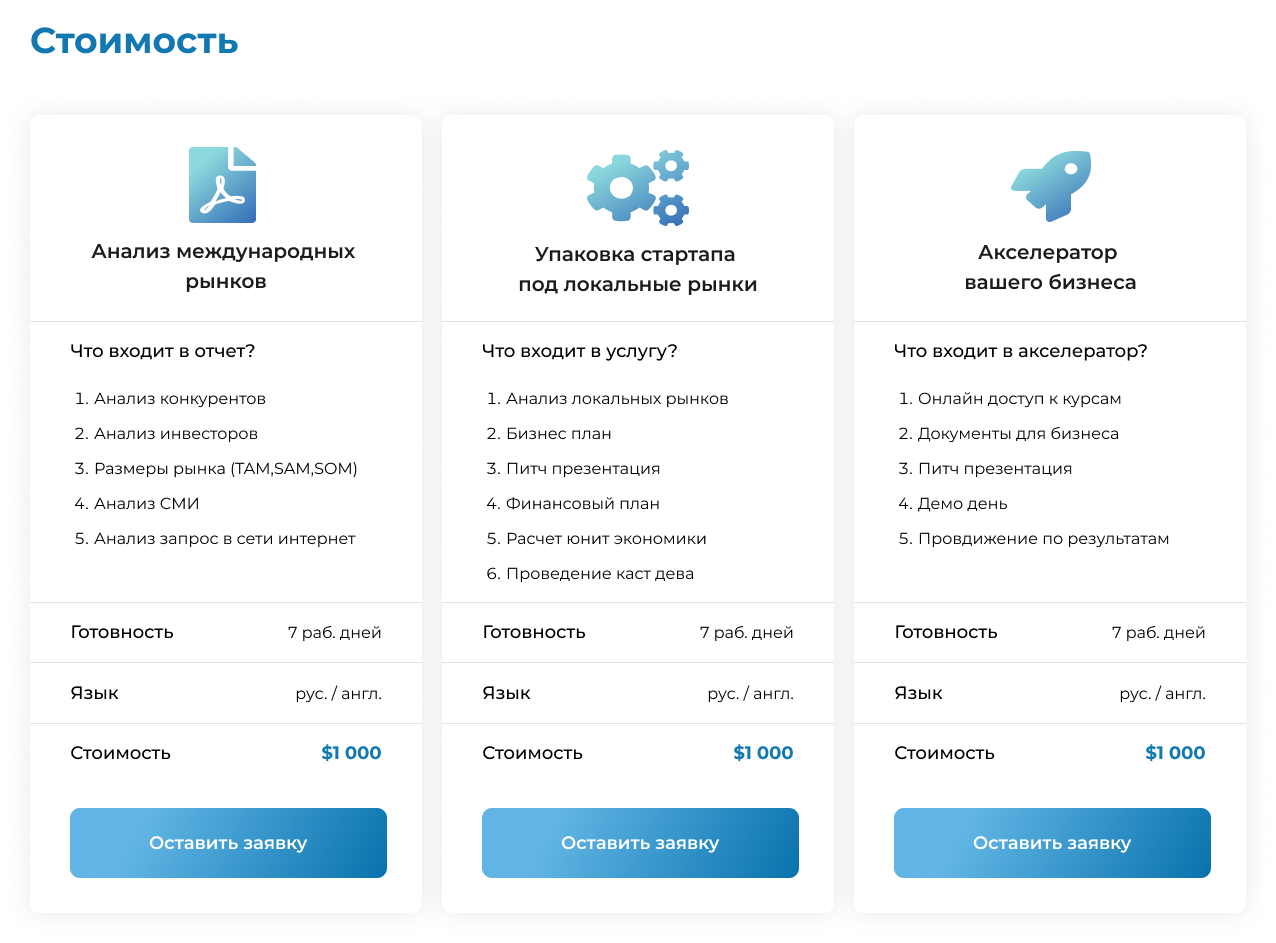 Стоимость
Анализ международных
рынков
Что входит в отчет?
1. Анализ конкурентов
2. Анализ инвесторов
3. Размеры рынка (TAM,SAM,SOM)
4. Анализ СМИ
5. Анализ запрос в сети интернет
Готовность 7 раб. дней
Язык рус. / англ.
Стоимость $1 000
Оставить заявку
Упаковка стартапа
под локальные рынки
Что входит в услугу?
1. Анализ локальных рынков
2. Бизнес план
3. Питч презентация
4. Финансовый план
5. Расчет юнит экономики
6. Проведение каст дева
Готовность 7 раб. дней
Язык рус. / англ.
Стоимость $1 000
Оставить заявку
Акселератор
вашего бизнеса
Что входит в акселератор?
1. Онлайн доступ к курсам
2. Документы для бизнеса
3. Питч презентация
4. Демо день
5. Провдижение по результатам
Готовность 7 раб. дней
Язык рус. / англ.
Стоимость $1 000
Оставить заявку